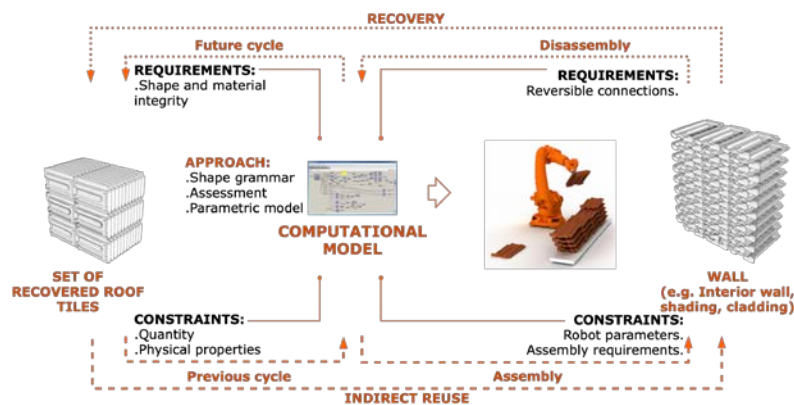 RECOVERY
Future cycle
Disassembly
REQUIREMENTS:
.Shape and material
integrity
REQUIREMENTS:
Reversible connections.
APPROACH:
.Shape grammar
.Assessment
.Parametric model
COMPUTATIONAL
MODEL
SET OF
RECOVERED ROOF
TILES
WALL
(e.g. Interior wall,
shading, cladding)
CONSTRAINTS:
.Quantity
.Physical properties
CONSTRAINTS:
Robot parameters.
Assembly requirements.
Previous cycle
Assembly
INDIRECT REUSE